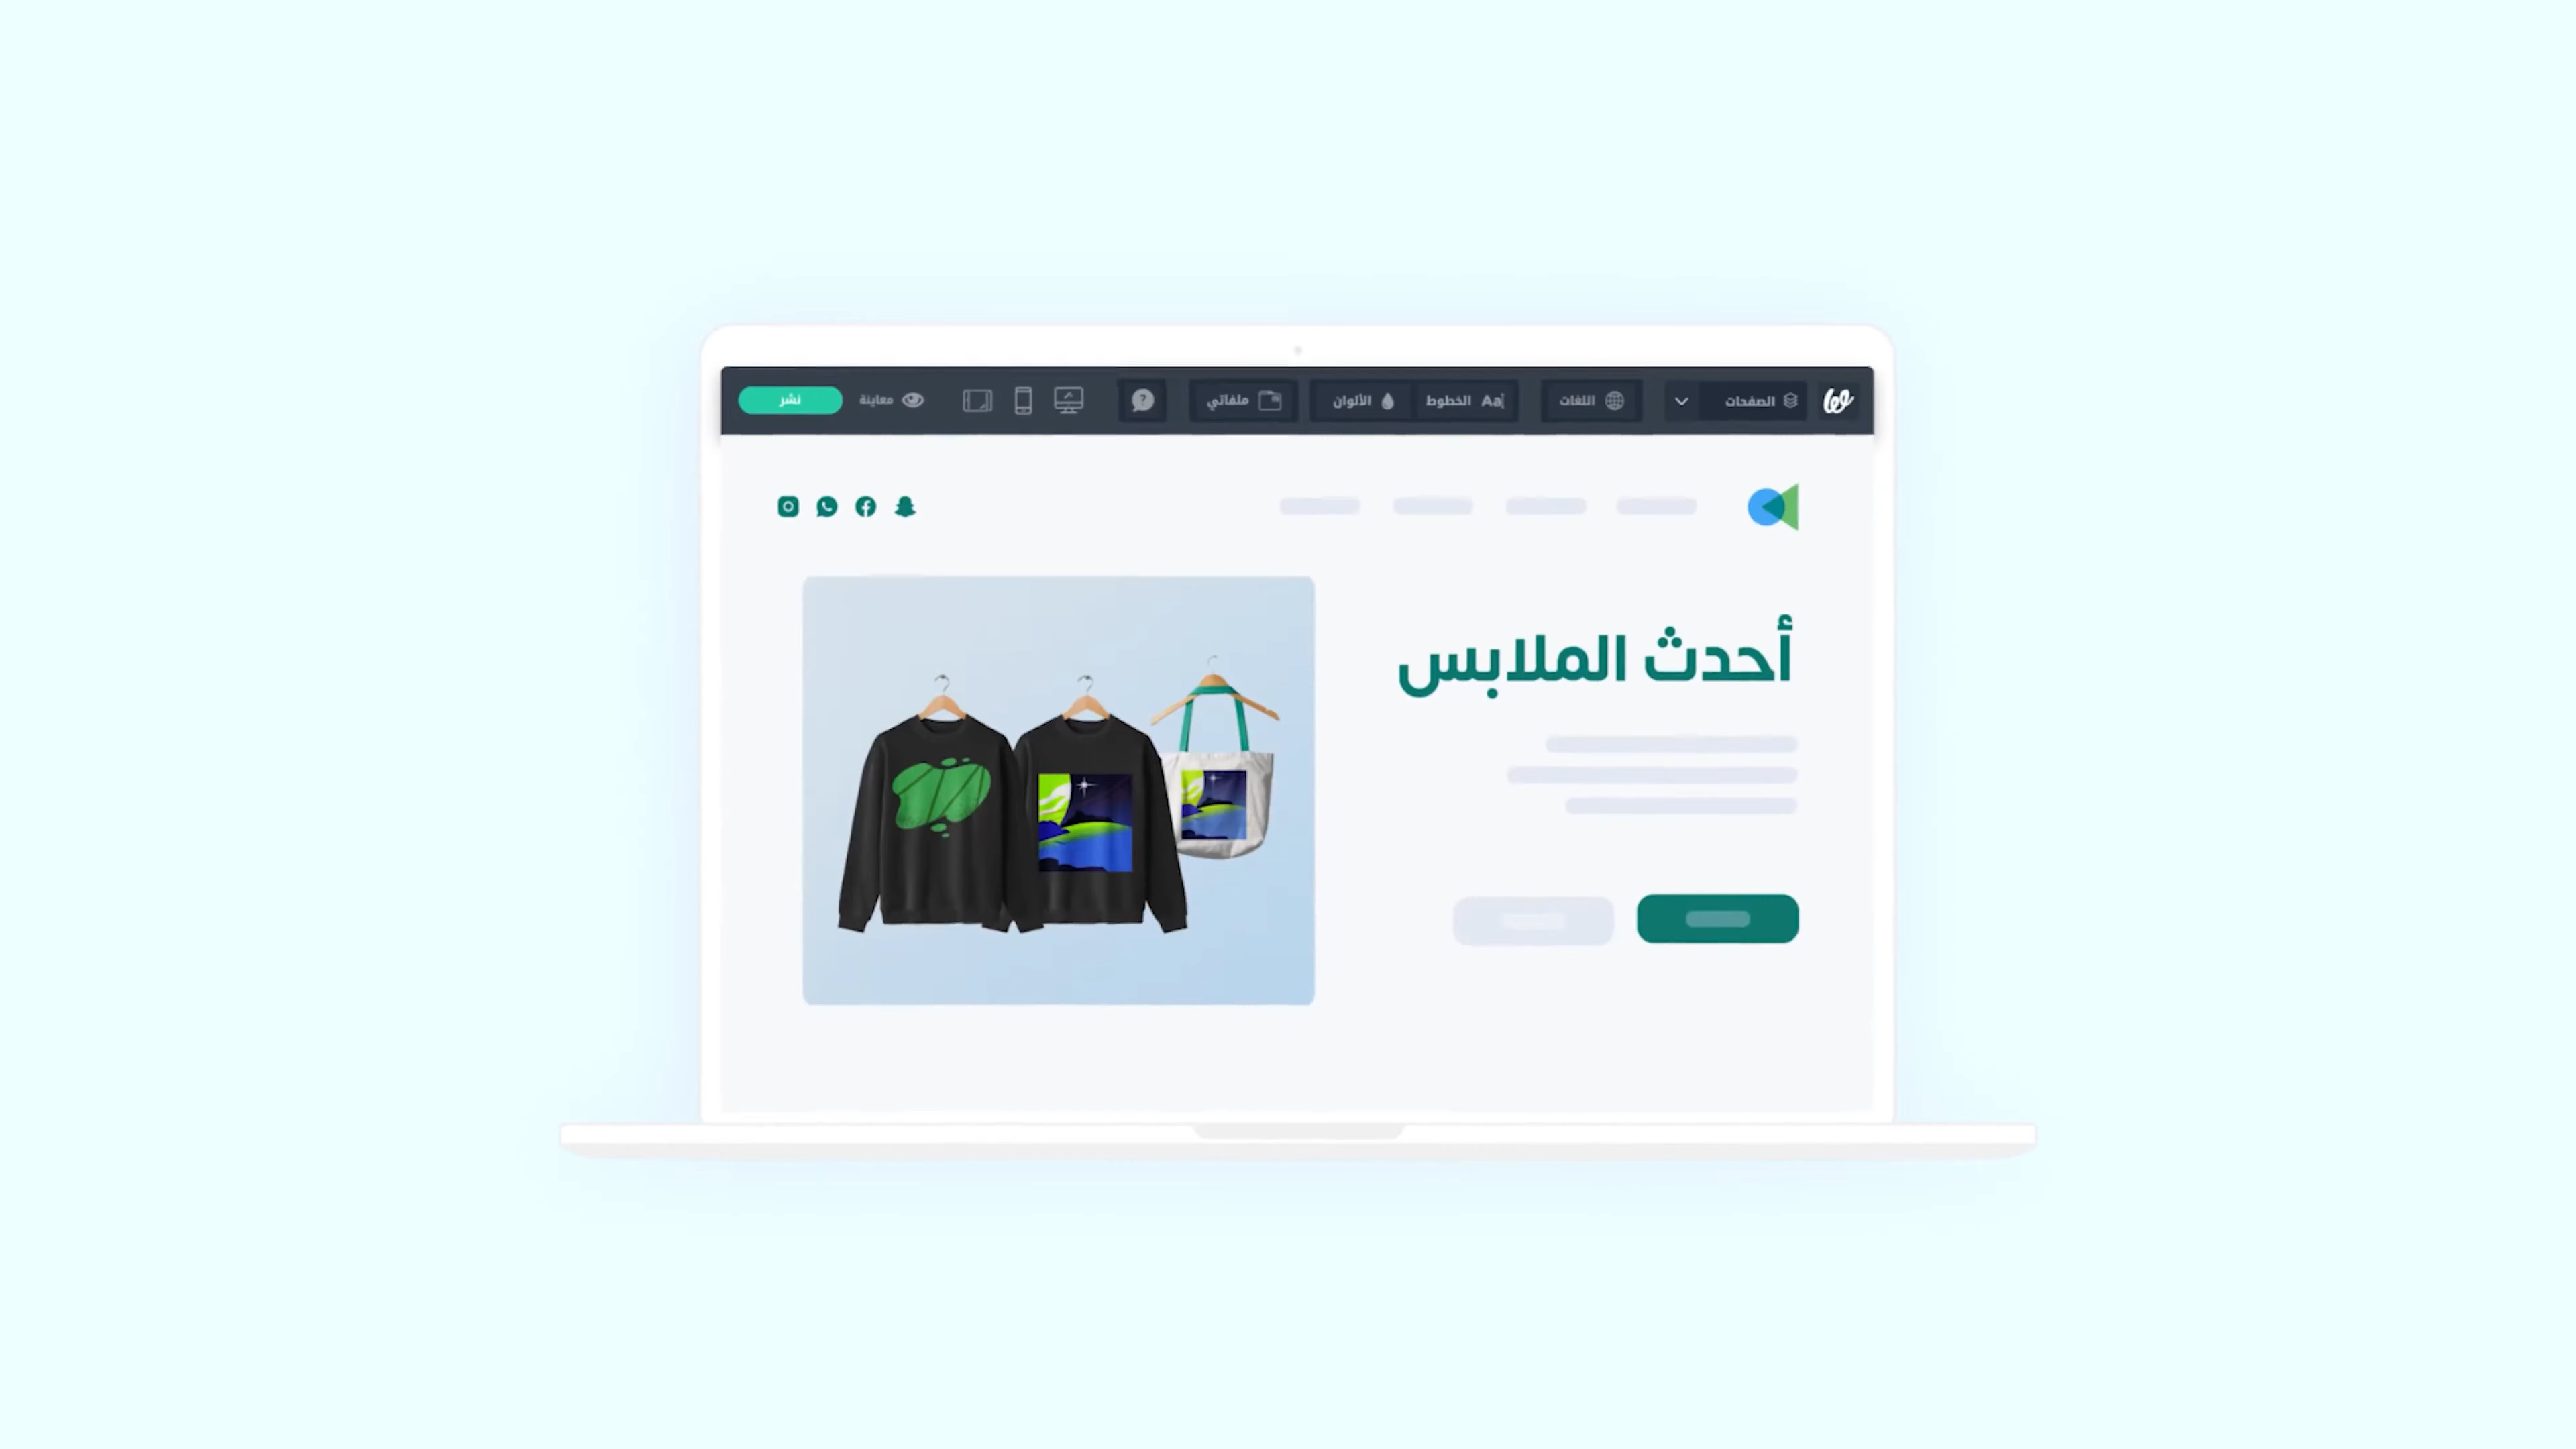 الصفحات
اللغات
Aa الخطوط
الألوان
ملفاتي
?
معاينة
نشر
أحدث الملابس